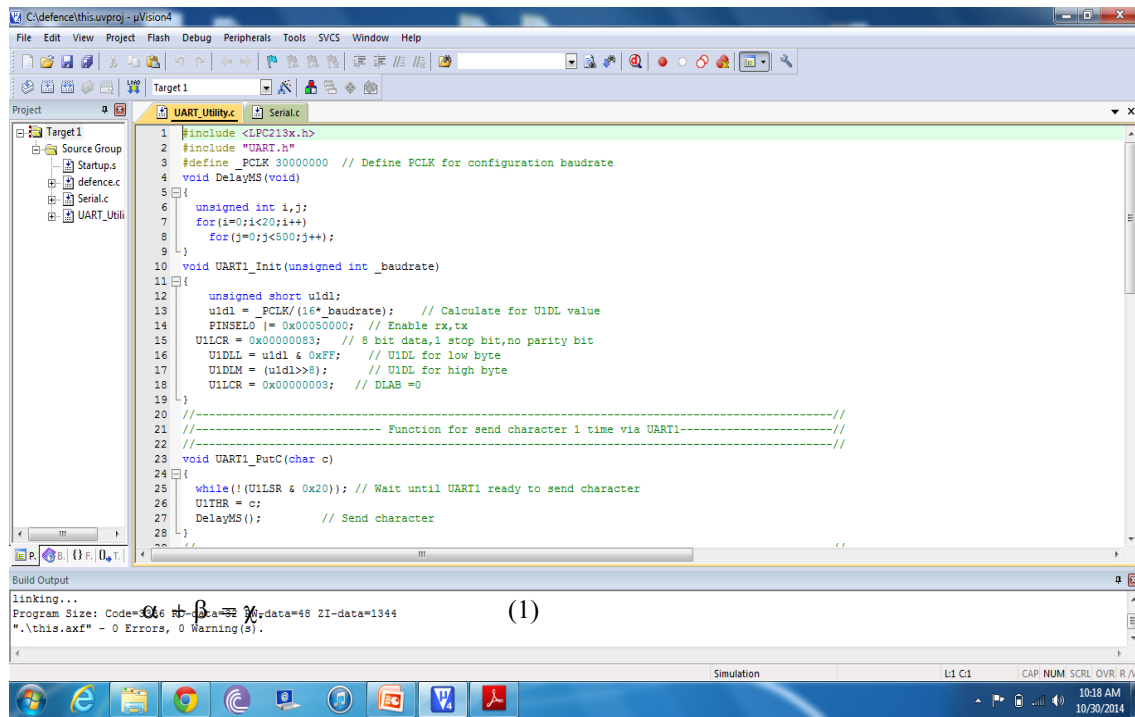 C:\defence\this.uvproj - µVision4
File Edit View Project Flash Debug Peripherals Tools SVCS Window Help
Target 1
Project
UART_Utility.c Serial.c
Target 1
Source Group
Startup.s
defence.c
Serial.c
UART_Utili
1 #include <LPC213x.h>
2 #include "UART.h"
3 #define _PCLK 30000000 // Define PCLK for configuration baudrate
4 void DelayMS(void)
5 {
6 unsigned int i,j;
7 for(i=0;i<20;i++)
8 for(j=0;j<500;j++);
9 }
10 void UART1_Init(unsigned int _baudrate)
11 {
12 unsigned short u1dl;
13 u1dl = _PCLK/(16*_baudrate); // Calculate for U1DL value
14 PINSEL0 |= 0x00050000; // Enable rx,tx
15 U1LCR = 0x00000083; // 8 bit data,1 stop bit,no parity bit
16 U1DLL = u1dl & 0xFF; // U1DL for low byte
17 U1DLM = (u1dl>>8); // U1DL for high byte
18 U1LCR = 0x00000003; // DLAB =0
19 }
20 //-----------------------------------------------------------------------------------------------//
21 //---------------------------- Function for send character 1 time via UART1-----------------------//
22 //-----------------------------------------------------------------------------------------------//
23 void UART1_PutC(char c)
24 {
25 while(!(U1LSR & 0x20)); // Wait until UART1 ready to send character
26 U1THR = c;
27 DelayMS(); // Send character
28 }
P. B. {} F. 0 T.
Build Output
linking...
Program Size: RW-data=48 ZI-data=1344
α + β = χ. (1)
".\this.axf" - 0 Errors, 0 Warning(s).
Simulation L:1 C:1 CAP NUM SCRL OVR R /W
10:18 AM
10/30/2014